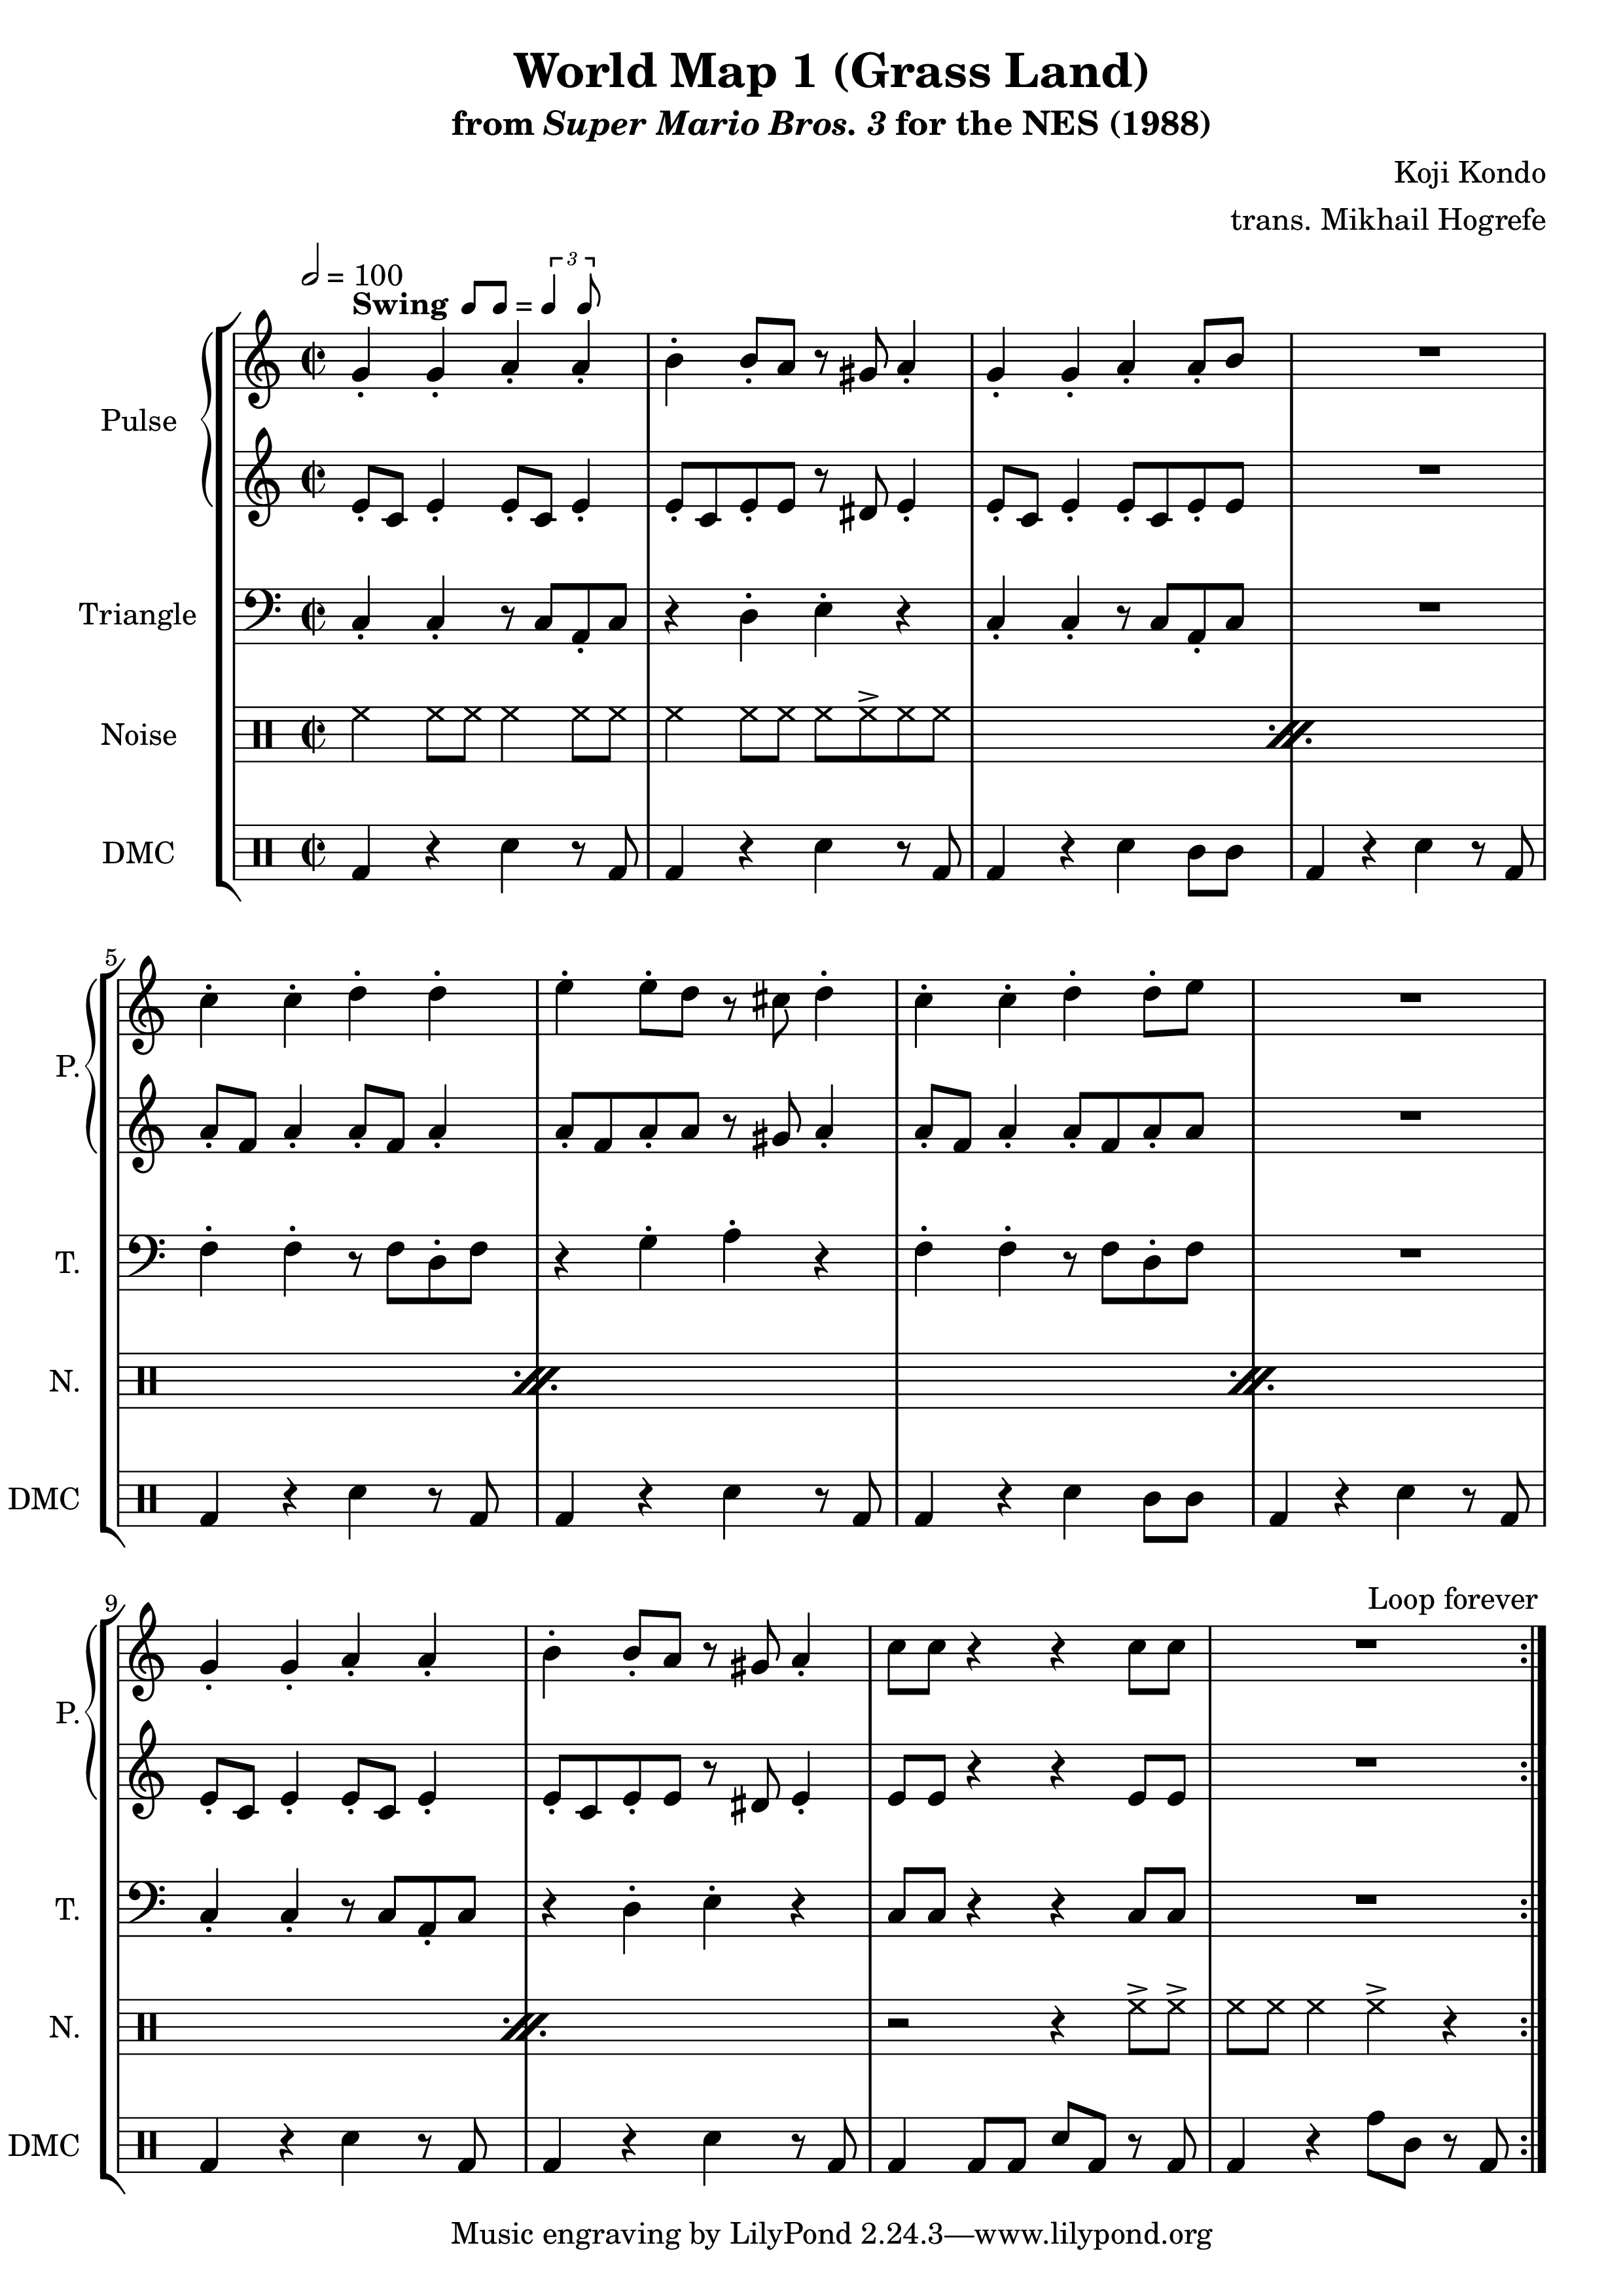 World Map 1 (Grass Land)
from Super Mario Bros. 3 for the NES (1988)
Koji Kondo
trans. Mikhail Hogrefe
= 100
Swing = 3
Pulse
Triangle
Noise
DMC
5
P.
T.
N.
DMC
9
Loop forever
P.
T.
N.
DMC
Music engraving by LilyPond 2.24.3—www.lilypond.org